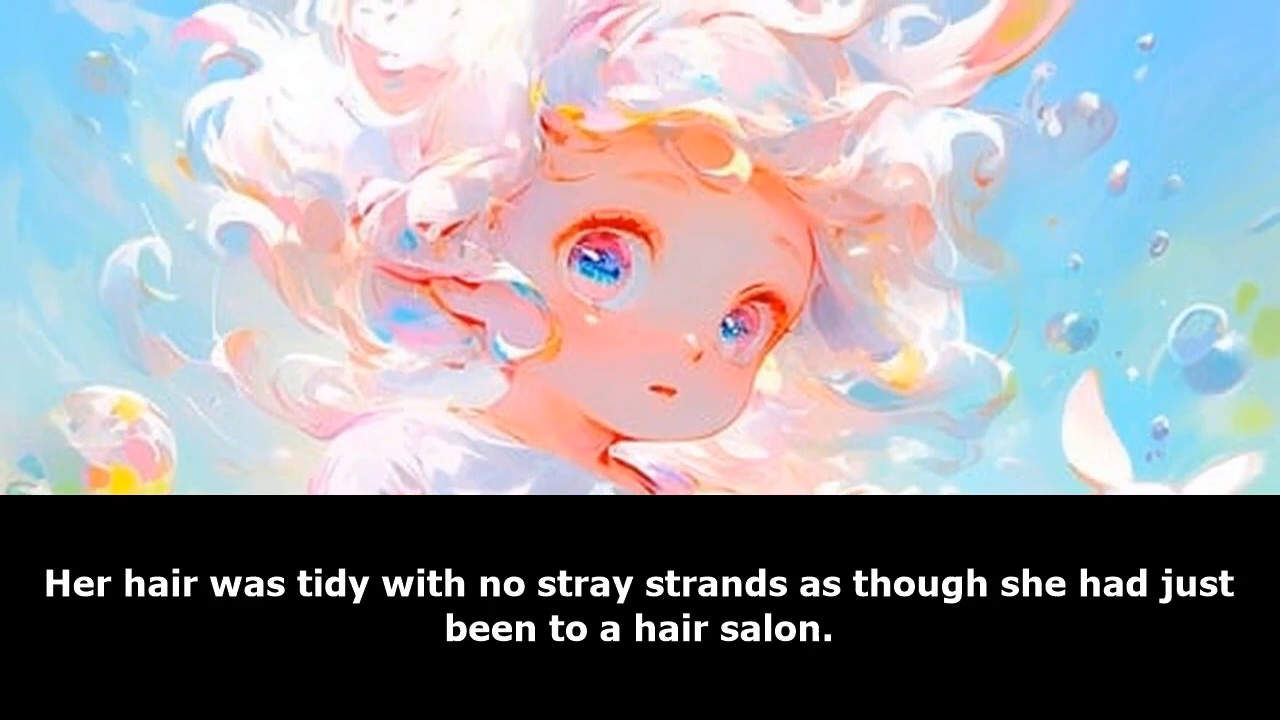 Her hair was tidy with no stray strands as though she had just
been to a hair salon.